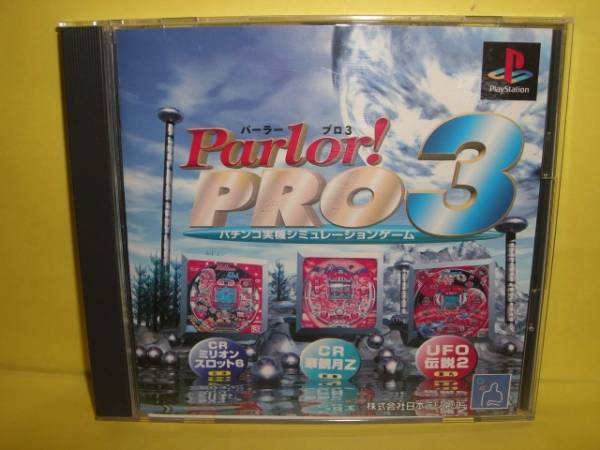 PlayStation
パーラー プロ3
Parlor!
PRO 3
パチンコ実機シミュレーションゲーム
CR
ミリオン
スロット6
CR
Z
UFO
伝説2
株式会社日本テレネット